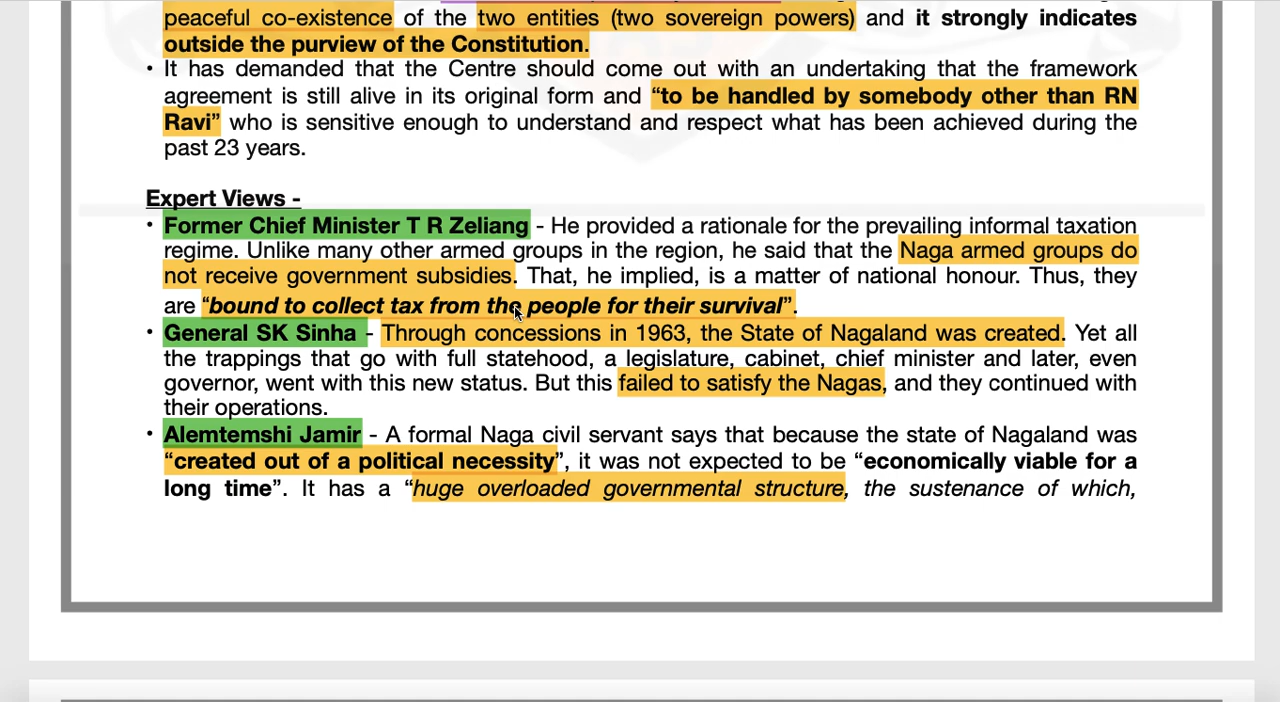 peaceful co-existence of the two entities (two sovereign powers) and it strongly indicates
outside the purview of the Constitution.
• It has demanded that the Centre should come out with an undertaking that the framework
agreement is still alive in its original form and “to be handled by somebody other than RN
Ravi” who is sensitive enough to understand and respect what has been achieved during the
past 23 years.
Expert Views -
• Former Chief Minister T R Zeliang - He provided a rationale for the prevailing informal taxation
regime. Unlike many other armed groups in the region, he said that the Naga armed groups do
not receive government subsidies. That, he implied, is a matter of national honour. Thus, they
are “bound to collect tax from the people for their survival”.
• General SK Sinha - Through concessions in 1963, the State of Nagaland was created. Yet all
the trappings that go with full statehood, a legislature, cabinet, chief minister and later, even
governor, went with this new status. But this failed to satisfy the Nagas, and they continued with
their operations.
• Alemtemshi Jamir - A formal Naga civil servant says that because the state of Nagaland was
“created out of a political necessity”, it was not expected to be “economically viable for a
long time”. It has a “huge overloaded governmental structure, the sustenance of which,